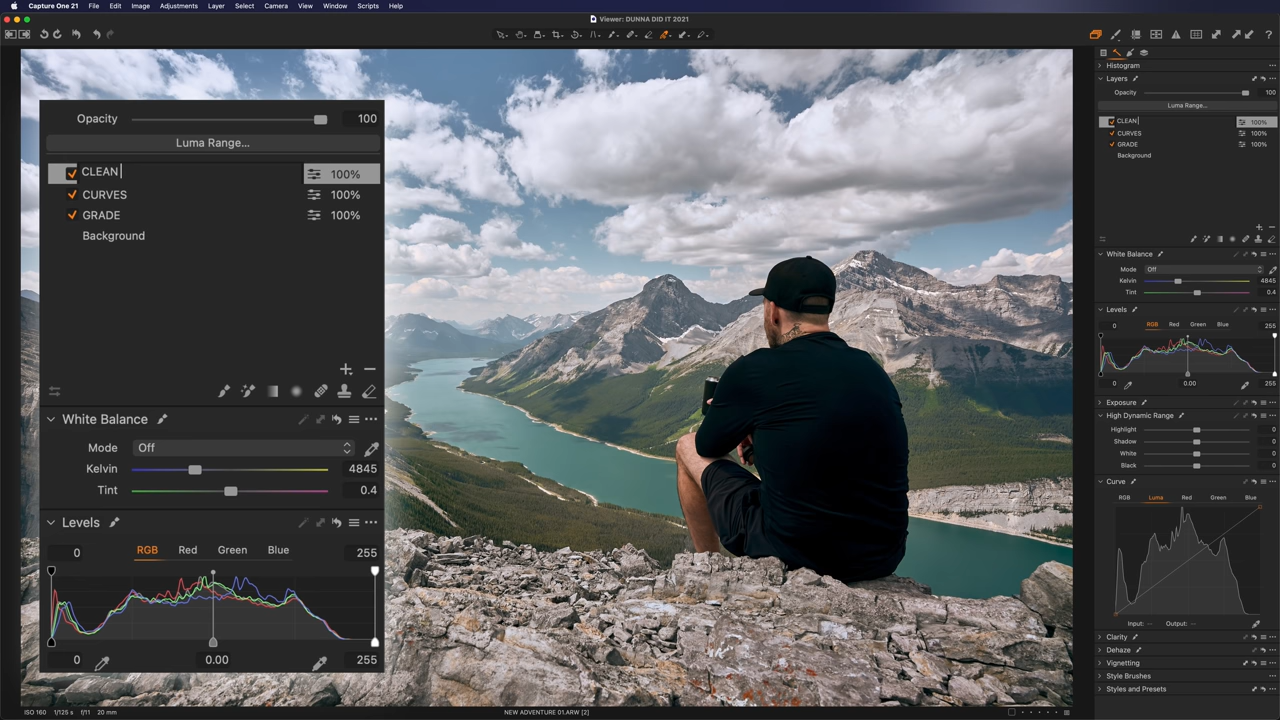 Capture One 21 File Edit Image Adjustments Layer Select Camera View Window Scripts Help
Viewer: DUNNA DID IT 2021
Opacity 100
Luma Range...
CLEAN 100%
CURVES 100%
GRADE 100%
Background
White Balance
Mode Off
Kelvin 4845
Tint 0.4
Levels
0 RGB Red Green Blue 255
0 0.00 255
Histogram
Layers
Opacity 100
Luma Range...
CLEAN 100%
CURVES 100%
GRADE 100%
Background
White Balance
Mode Off
Kelvin 4845
Tint 0.4
Levels
0 RGB Red Green Blue 255
0 0.00 255
Exposure
High Dynamic Range
Highlight 0
Shadow 0
White 0
Black 0
Curve
RGB Luma Red Green Blue
Input: -- Output: --
Clarity
Dehaze
Vignetting
Style Brushes
Styles and Presets
ISO 160 1/125 s f/11 20 mm
NEW ADVENTURE 01.ARW [2]